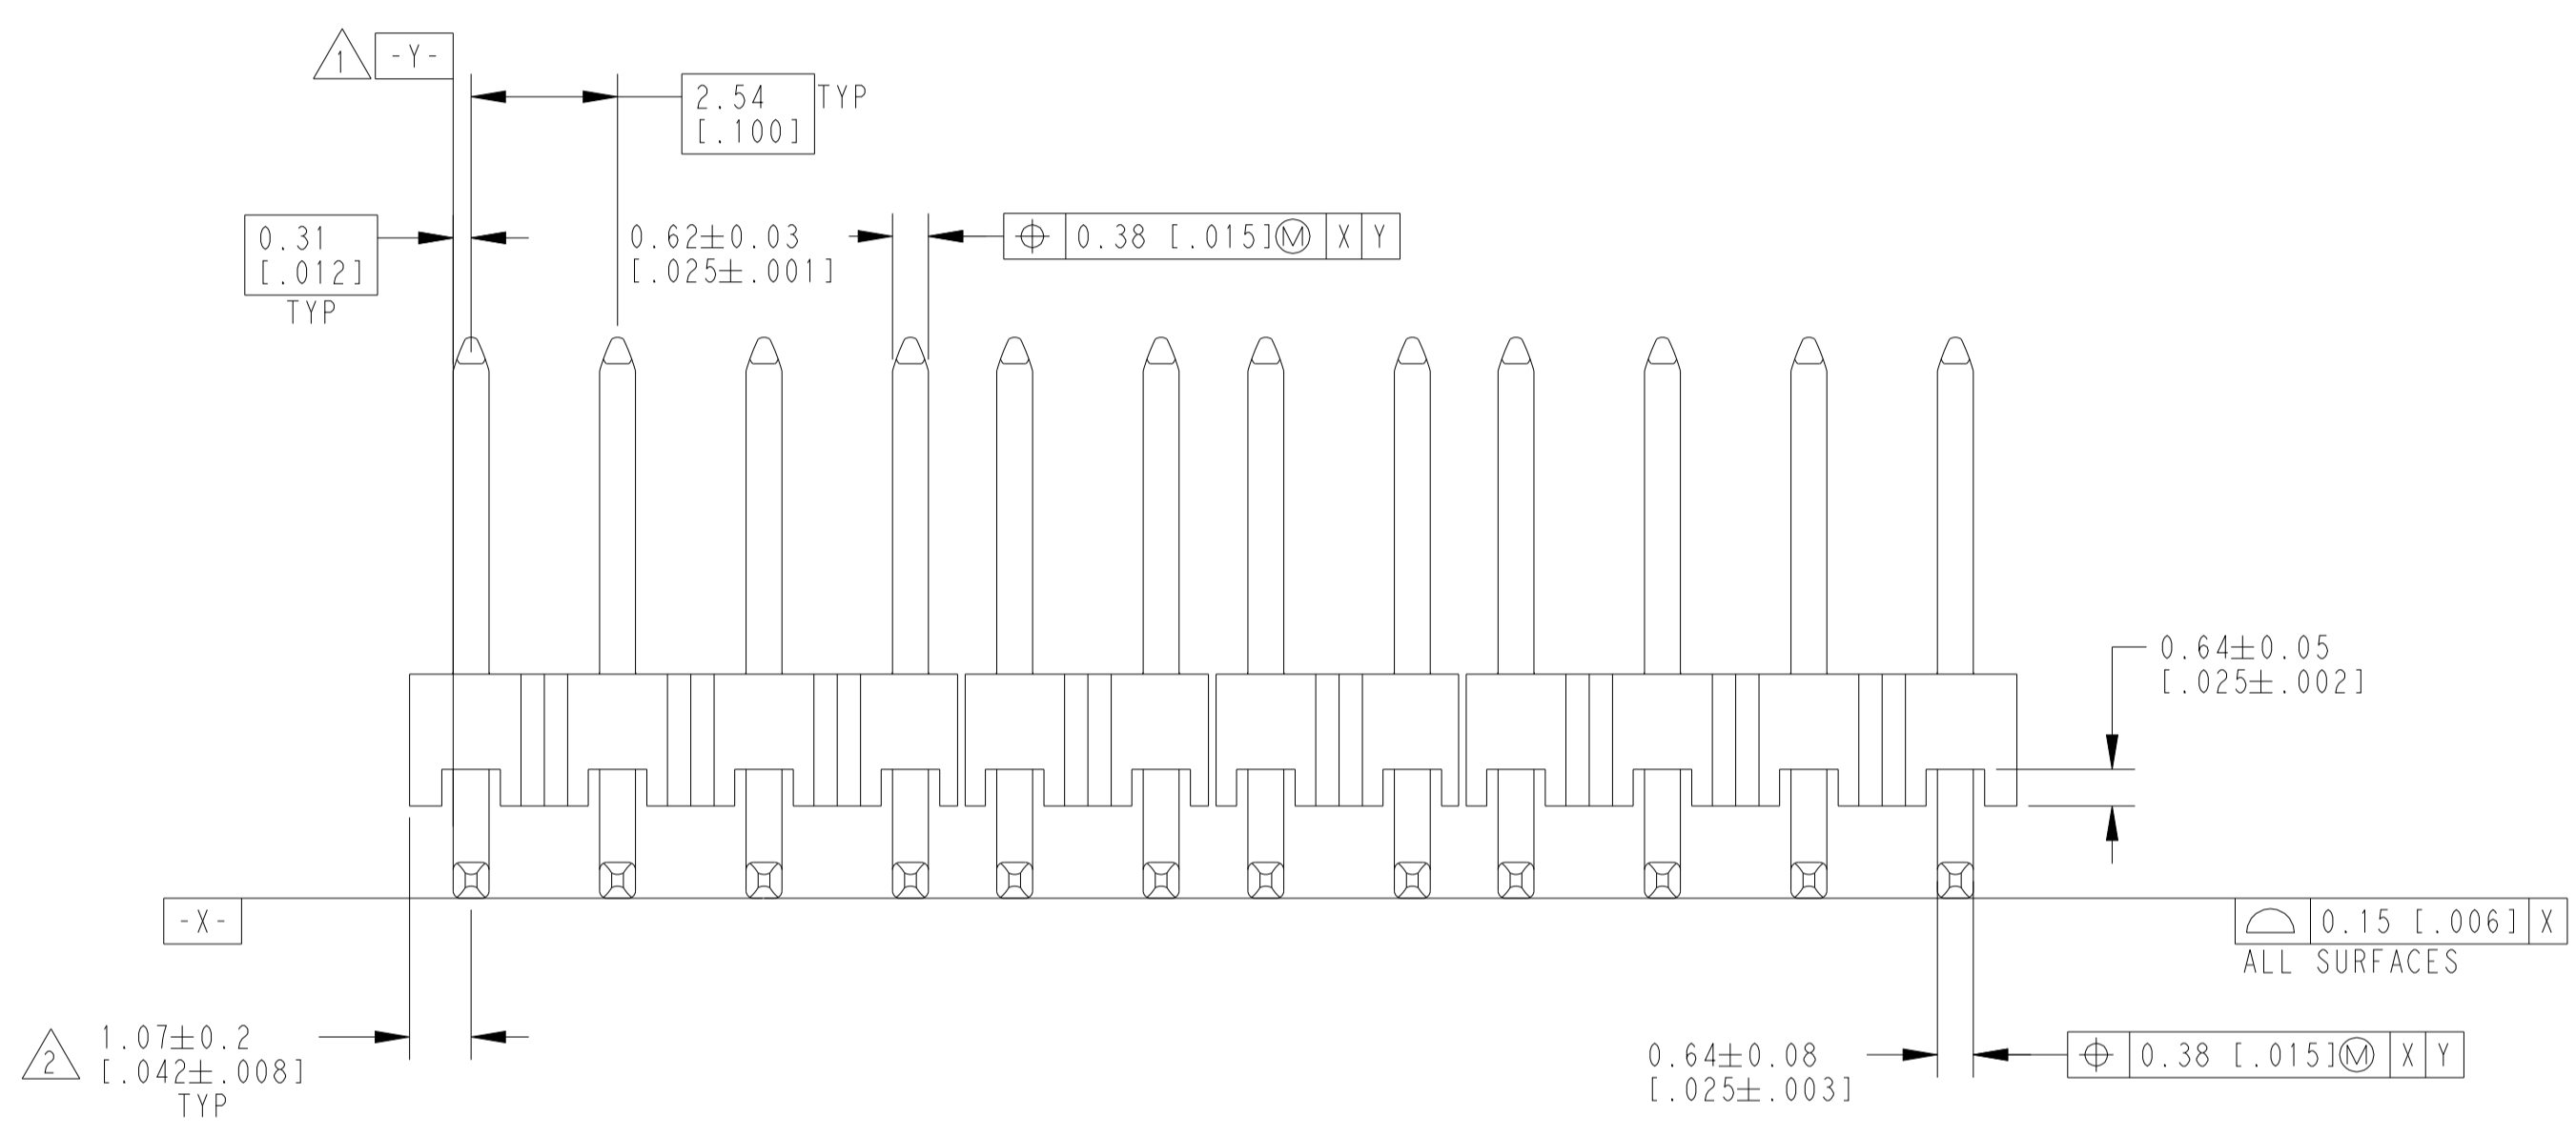 1 -Y-
2.54 TYP
[.100]
0.31
[.012]
TYP
0.62±0.03
[.025±.001]
0.38 [.015]Ⓜ X Y
0.64±0.05
[.025±.002]
-X-
0.15 [.006] X
ALL SURFACES
2 1.07±0.2
[.042±.008]
TYP
0.64±0.08
[.025±.003]
0.38 [.015]Ⓜ X Y